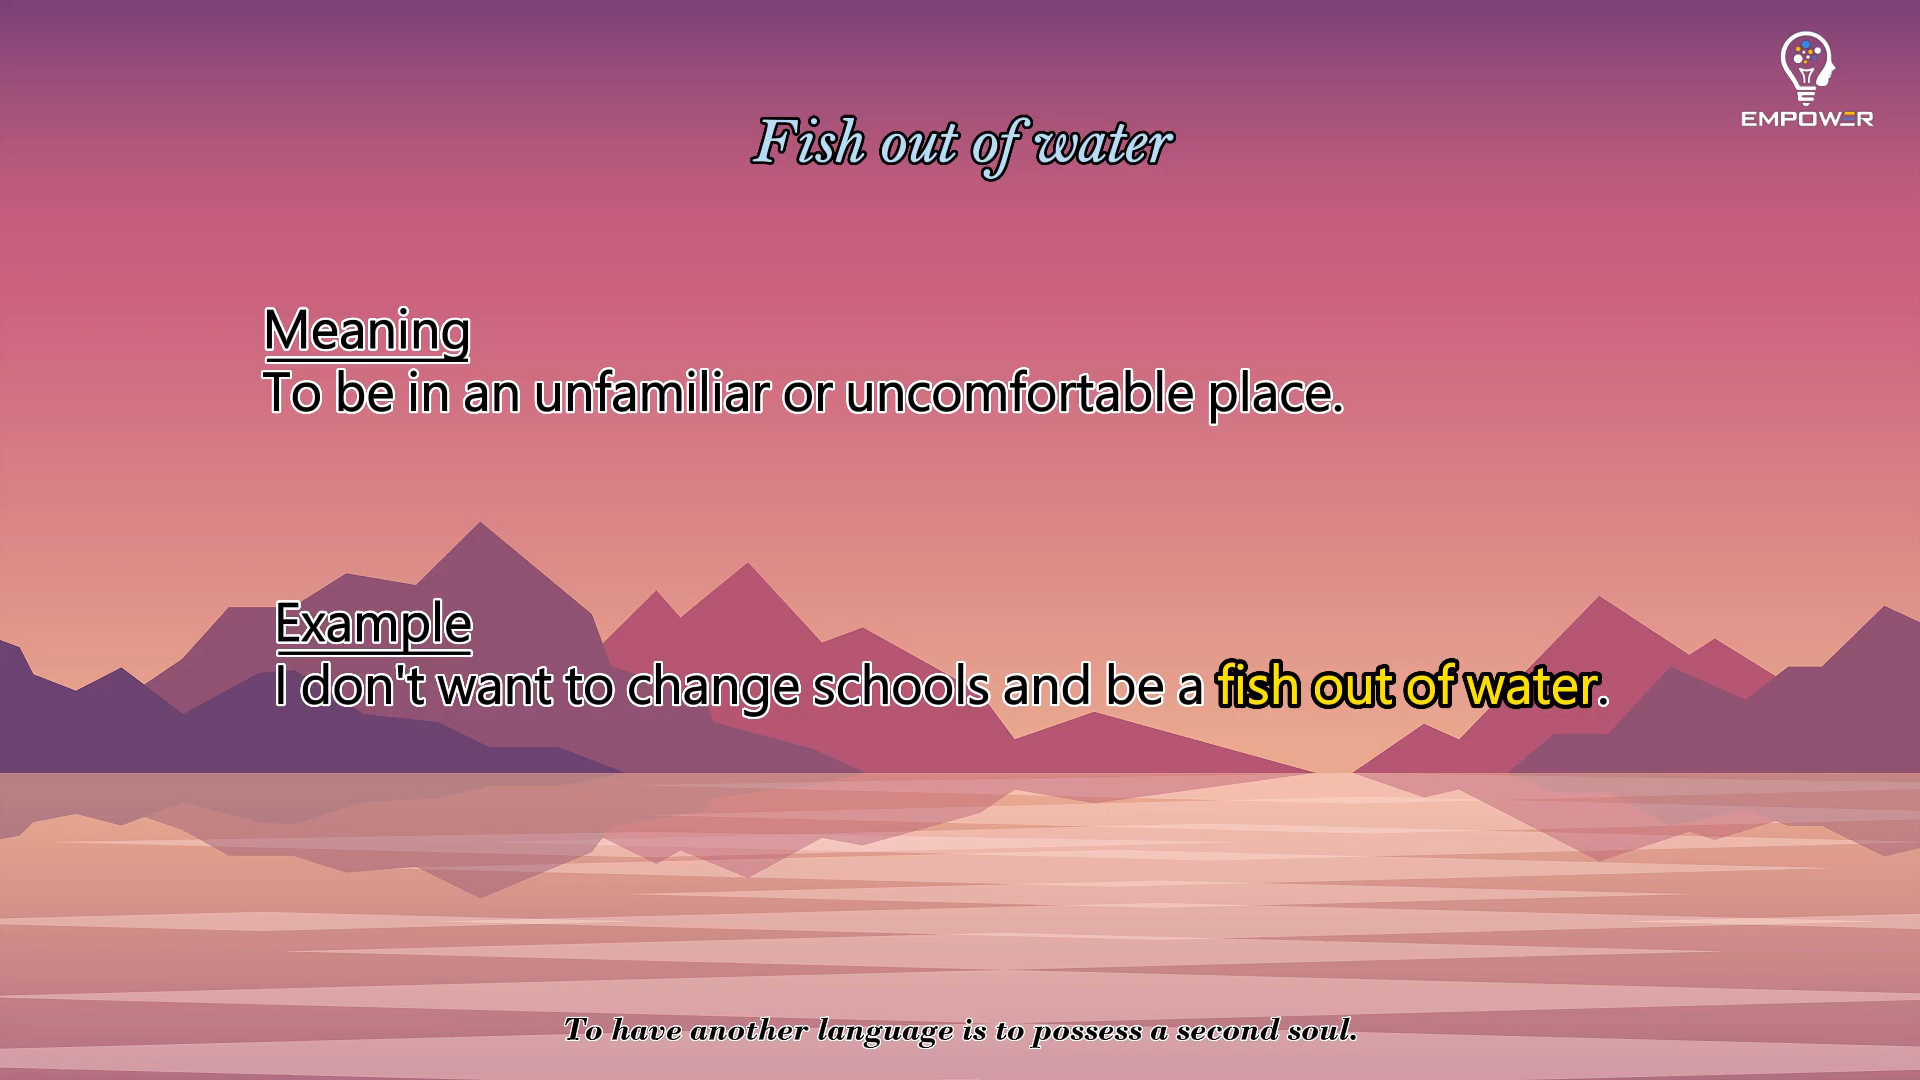 EMPOWER
Fish out of water
Meaning
To be in an unfamiliar or uncomfortable place.
Example
I don't want to change schools and be a fish out of water.
To have another language is to possess a second soul.